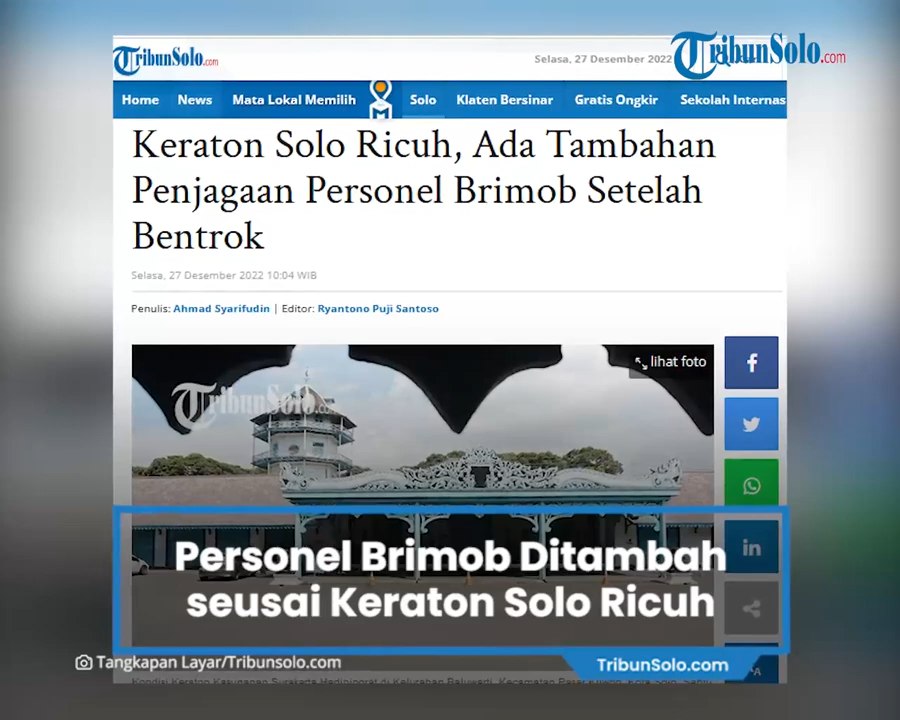 TribunSolo.com
Selasa, 27 Desember 2022
TribunSolo.com
Home News Mata Lokal Memilih Solo Klaten Bersinar Gratis Ongkir Sekolah Internas
Keraton Solo Ricuh, Ada Tambahan
Penjagaan Personel Brimob Setelah
Bentrok
Selasa, 27 Desember 2022 10:04 WIB
Penulis: Ahmad Syarifudin | Editor: Ryantono Puji Santoso
lihat foto
TribunSolo.com
Personel Brimob Ditambah
seusai Keraton Solo Ricuh
Tangkapan Layar/Tribunsolo.com
TribunSolo.com